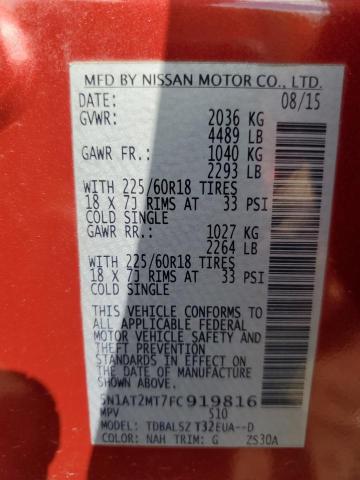 MFD BY NISSAN MOTOR CO., LTD.
DATE: 08/15
GVWR: 2036 KG
4489 LB
GAWR FR.: 1040 KG
2293 LB
WITH 225/60R18 TIRES
18 X 7J RIMS AT 33 PSI
COLD SINGLE
GAWR RR.: 1027 KG
2264 LB
WITH 225/60R18 TIRES
18 X 7J RIMS AT 33 PSI
COLD SINGLE
THIS VEHICLE CONFORMS TO
ALL APPLICABLE FEDERAL
MOTOR VEHICLE SAFETY
STANDARDS IN EFFECT ON
THE DATE OF MANUFACTURE
SHOWN ABOVE.
5N1AT2MT7FC919816
MPV S10
MODEL: TDBALSZ T32EUA--D
COLOR: NAH TRIM: G ZS30A